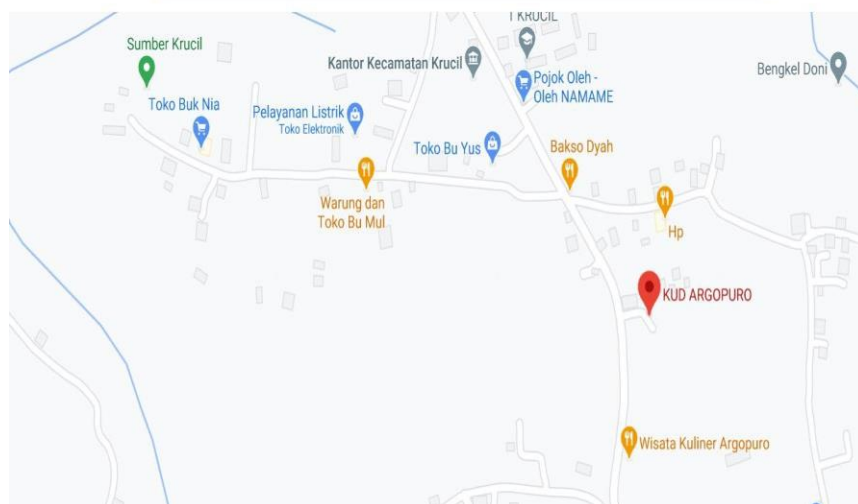 KRUCIL
Sumber Krucil
Kantor Kecamatan Krucil
Bengkel Doni
Pojok Oleh -
Oleh NAMAME
Toko Buk Nia
Pelayanan Listrik
Toko Elektronik
Toko Bu Yus
Bakso Dyah
Warung dan
Toko Bu Mul
Hp
KUD ARGOPURO
Wisata Kuliner Argopuro